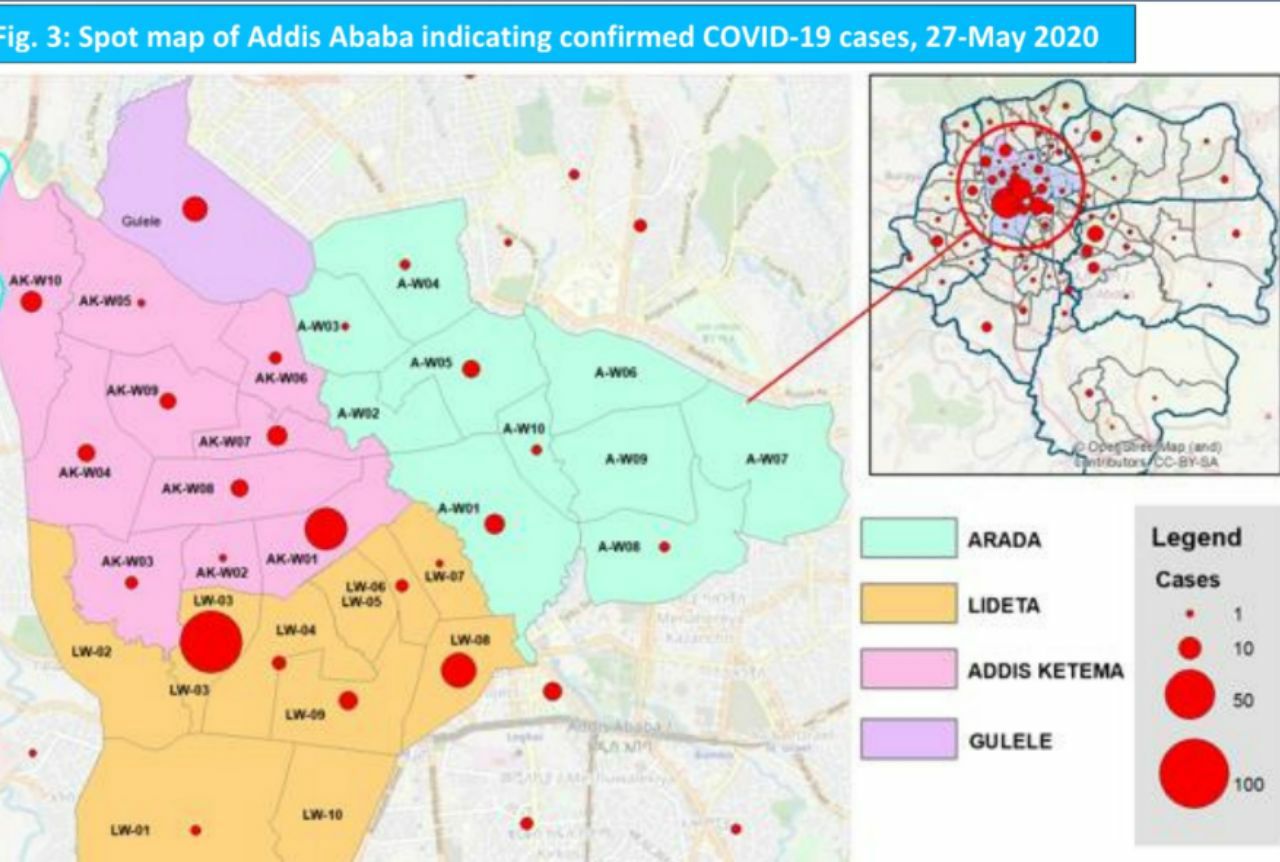 Fig. 3: Spot map of Addis Ababa indicating confirmed COVID-19 cases, 27-May 2020
Gulele
AK-W10
AK-W05
A-W04
A-W03
AK-W06
A-W05
A-W06
AK-W09
A-W02
A-W10
AK-W07
AK-W04
A-W09
A-W07
AK-W08
A-W01
AK-W03
AK-W02
AK-W01
A-W08
LW-07
LW-06
LW-05
LW-03
LW-04
LW-08
LW-02
LW-03
LW-09
LW-01
LW-10
© OpenStreetMap (and)
contributors, CC-BY-SA
ARADA
LIDETA
ADDIS KETEMA
GULELE
Legend
Cases
1
10
50
100